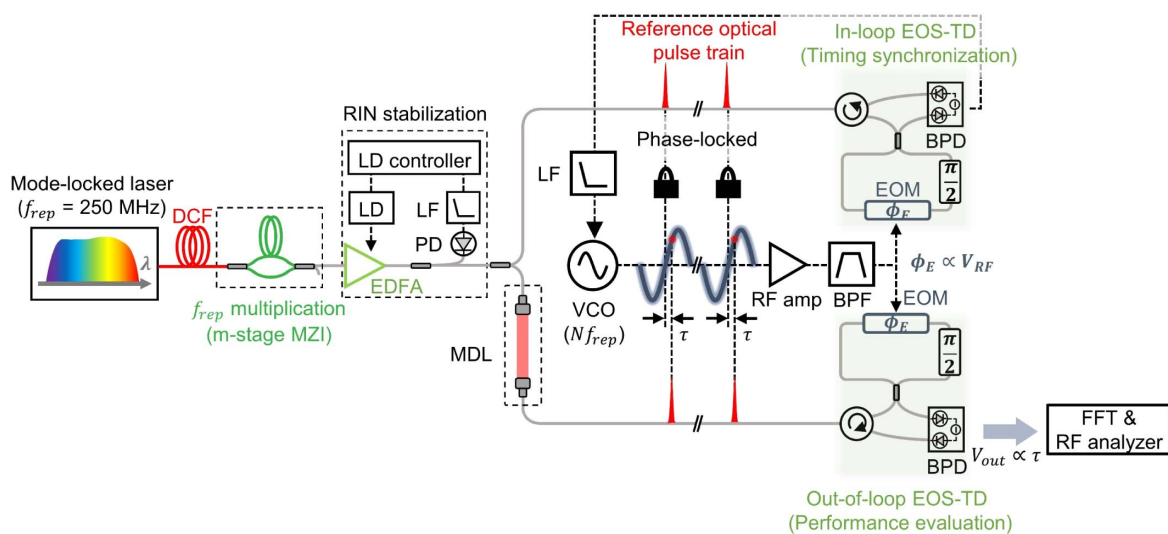 Reference optical
pulse train
In-loop EOS-TD
(Timing synchronization)
RIN stabilization
LD controller
LD
LF
PD
EDFA
Mode-locked laser
(f_rep = 250 MHz)
λ
DCF
f_rep multiplication
(m-stage MZI)
MDL
LF
Phase-locked
VCO
(Nf_rep)
τ
τ
RF amp
BPF
BPD
EOM
ϕ_E
π/2
ϕ_E ∝ V_RF
EOM
ϕ_E
π/2
BPD
V_out ∝ τ
FFT &
RF analyzer
Out-of-loop EOS-TD
(Performance evaluation)